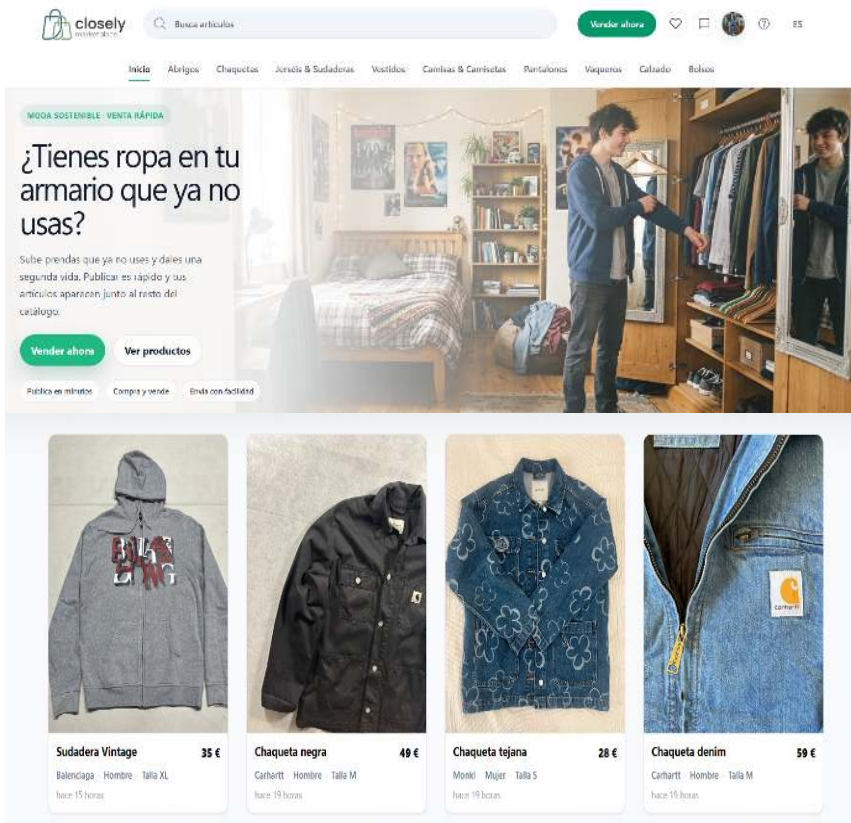 closely
marketplace
Busca artículos
Vender ahora
ES
Inicio Abrigos Chaquetas Jerséis & Sudaderas Vestidos Camisas & Camisetas Pantalones Vaqueros Calzado Bolsos
MODA SOSTENIBLE · VENTA RÁPIDA
¿Tienes ropa en tu
armario que ya no
usas?
Sube prendas que ya no uses y dales una
segunda vida. Publicar es rápido y tus
artículos aparecen junto al resto del
catálogo.
Vender ahora Ver productos
Publica en minutos Compra y vende Envía con facilidad
carhartt
Sudadera Vintage 35 €
Balenciaga · Hombre · Talla XL
hace 15 horas
Chaqueta negra 49 €
Carhartt · Hombre · Talla M
hace 19 horas
Chaqueta tejana 28 €
Monki · Mujer · Talla S
hace 19 horas
Chaqueta denim 59 €
Carhartt · Hombre · Talla M